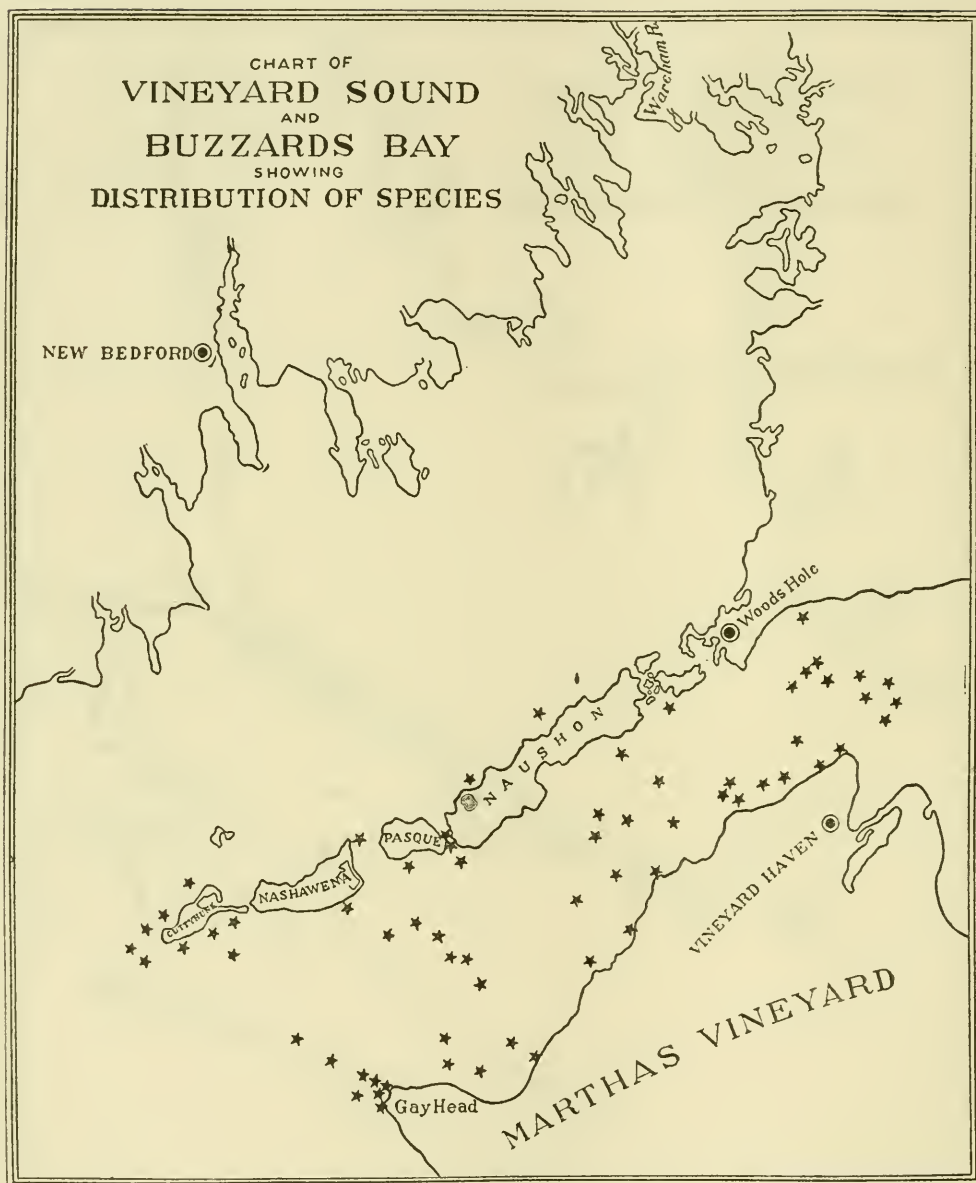 CHART OF
VINEYARD SOUND
AND
BUZZARDS BAY
SHOWING
DISTRIBUTION OF SPECIES
Wareham R.
NEW BEDFORD
Woods Hole
NAUSHON
PASQUE
NASHAWENA
CUTTYHUNK
VINEYARD HAVEN
MARTHAS VINEYARD
Gay Head